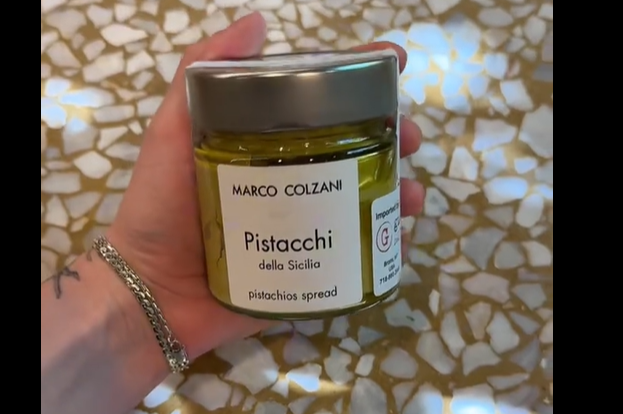 MARCO COLZANI
Pistacchi
della Sicilia
pistachios spread
Imported
G